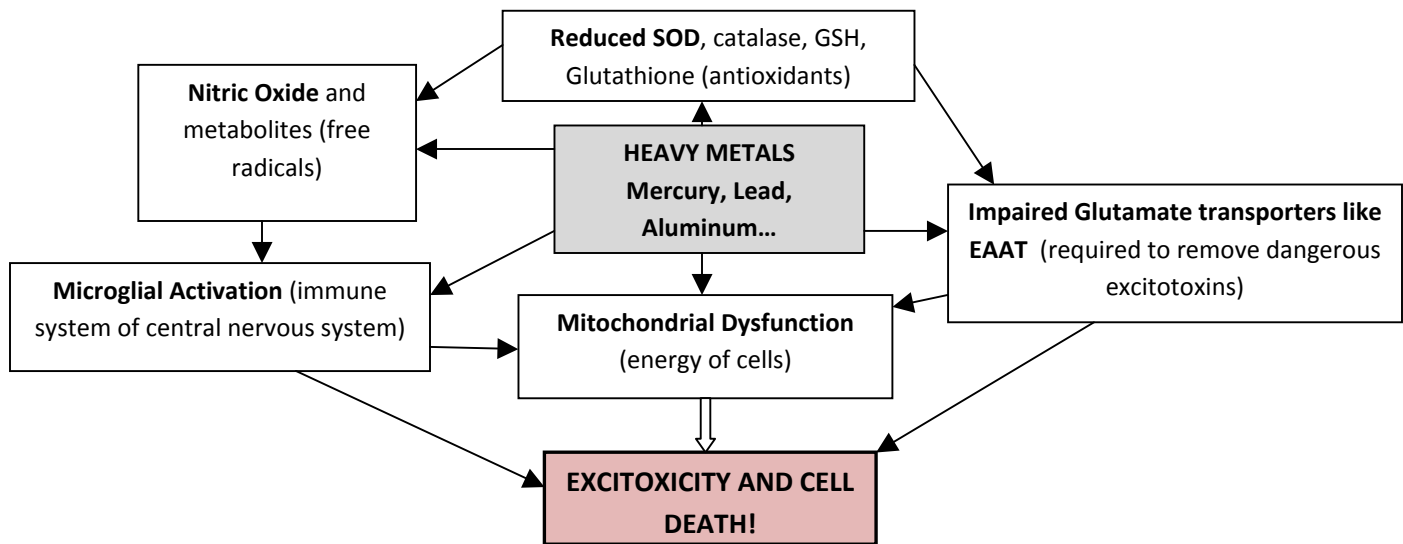 Reduced SOD, catalase, GSH,
Glutathione (antioxidants)
Nitric Oxide and
metabolites (free
radicals)
HEAVY METALS
Mercury, Lead,
Aluminum…
Impaired Glutamate transporters like
EAAT (required to remove dangerous
excitotoxins)
Microglial Activation (immune
system of central nervous system)
Mitochondrial Dysfunction
(energy of cells)
EXCITOXICITY AND CELL
DEATH!